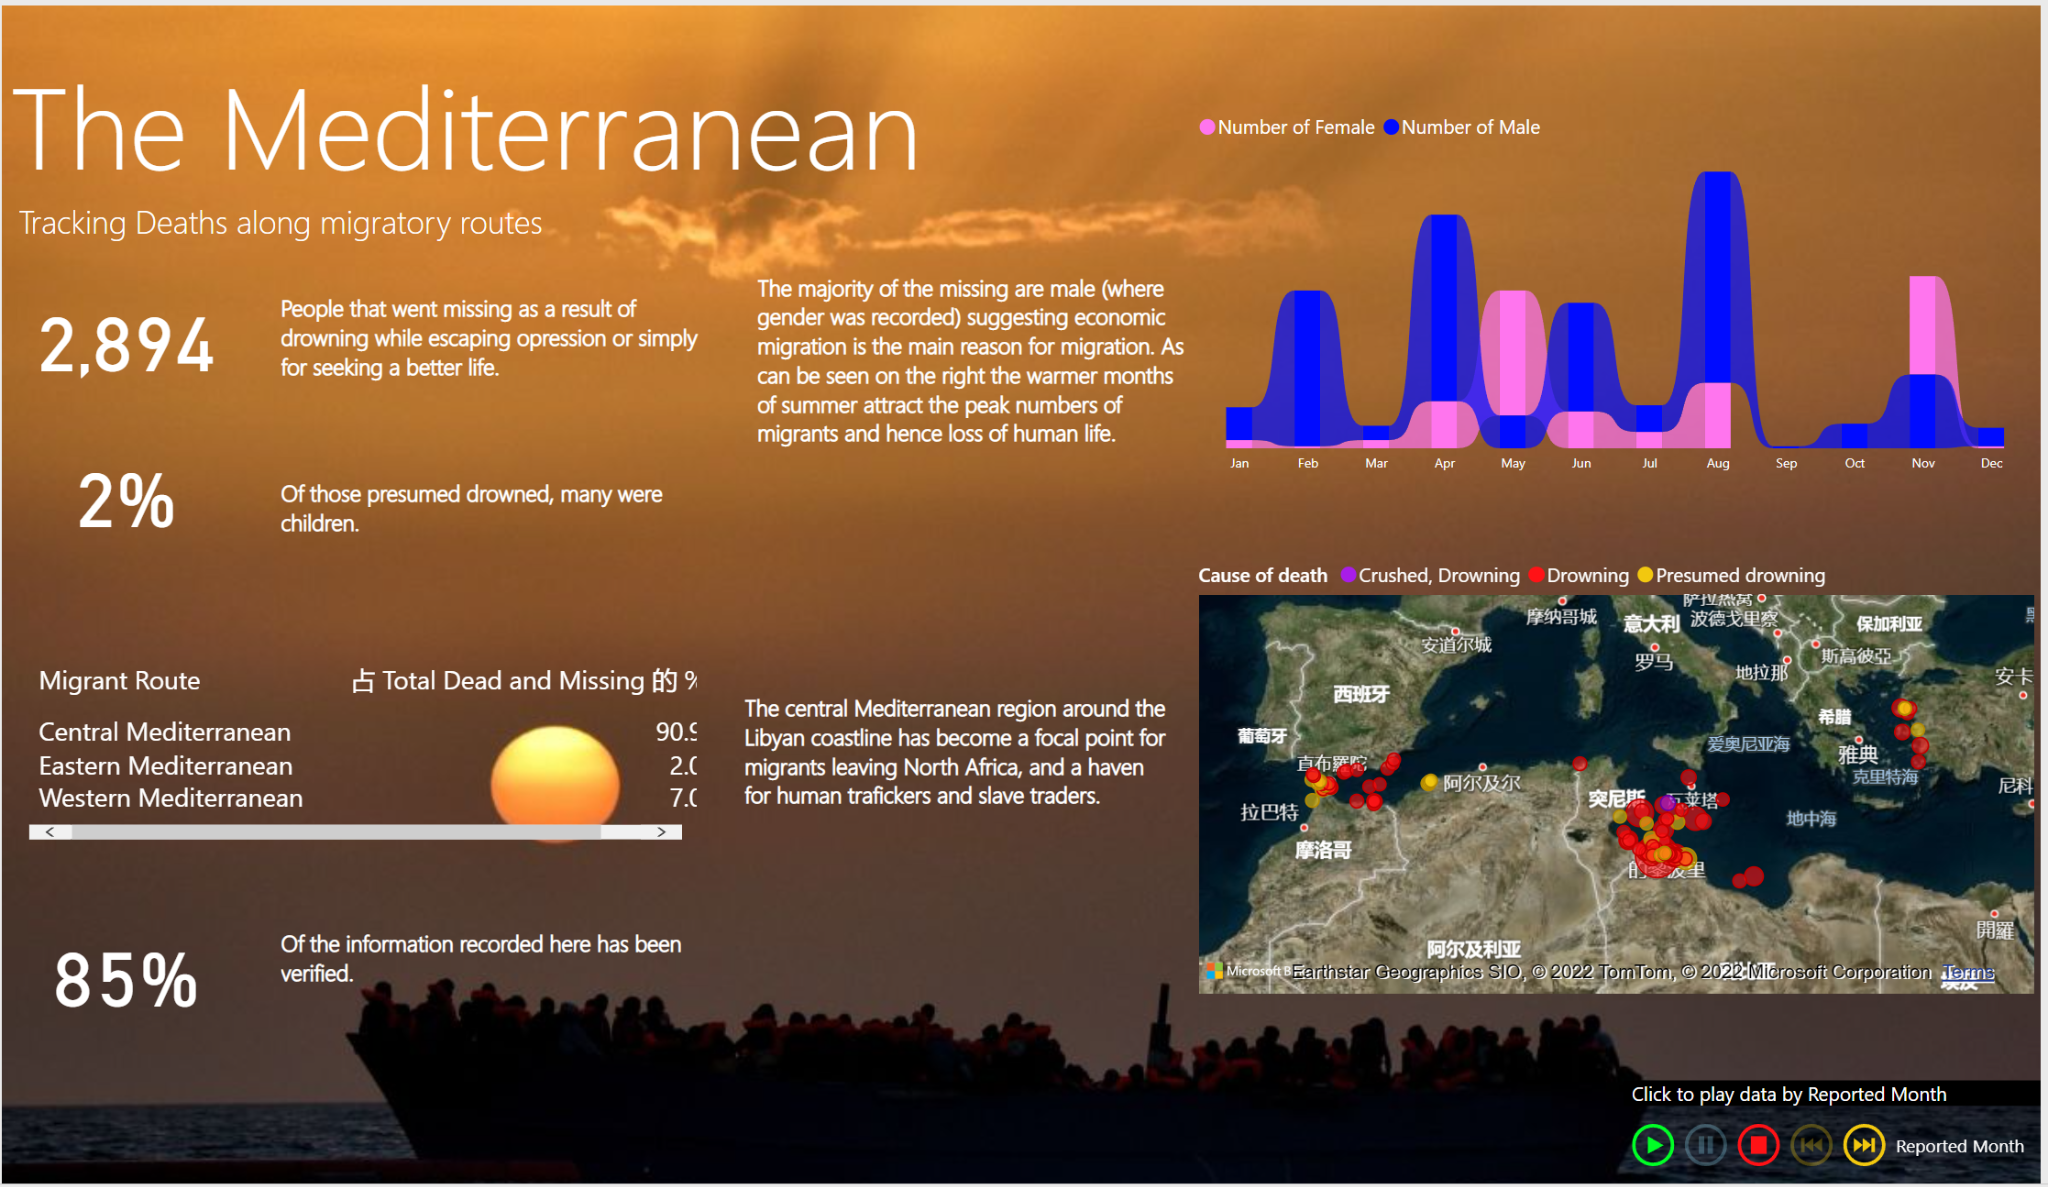 The Mediterranean
Tracking Deaths along migratory routes
2,894
People that went missing as a result of
drowning while escaping opression or simply
for seeking a better life.
The majority of the missing are male (where
gender was recorded) suggesting economic
migration is the main reason for migration. As
can be seen on the right the warmer months
of summer attract the peak numbers of
migrants and hence loss of human life.
Number of Female Number of Male
Jan Feb Mar Apr May Jun Jul Aug Sep Oct Nov Dec
2%
Of those presumed drowned, many were
children.
Migrant Route 占 Total Dead and Missing 的 %
Central Mediterranean 90.9
Eastern Mediterranean 2.0
Western Mediterranean 7.0
The central Mediterranean region around the
Libyan coastline has become a focal point for
migrants leaving North Africa, and a haven
for human trafickers and slave traders.
85%
Of the information recorded here has been
verified.
Cause of death Crushed, Drowning Drowning Presumed drowning
萨拉热窝
摩纳哥城
意大利
波德戈里察
保加利亚
安道尔城
罗马
地拉那
斯高彼亞
安卡
西班牙
希腊
葡萄牙
爱奥尼亚海
雅典
直布羅陀
克里特海
阿尔及尔
尼科
突尼斯
瓦莱塔
拉巴特
地中海
摩洛哥
的黎波里
開羅
阿尔及利亚
Microsoft B
Earthstar Geographics SIO, © 2022 TomTom, © 2022 Microsoft Corporation Terms
Click to play data by Reported Month
Reported Month